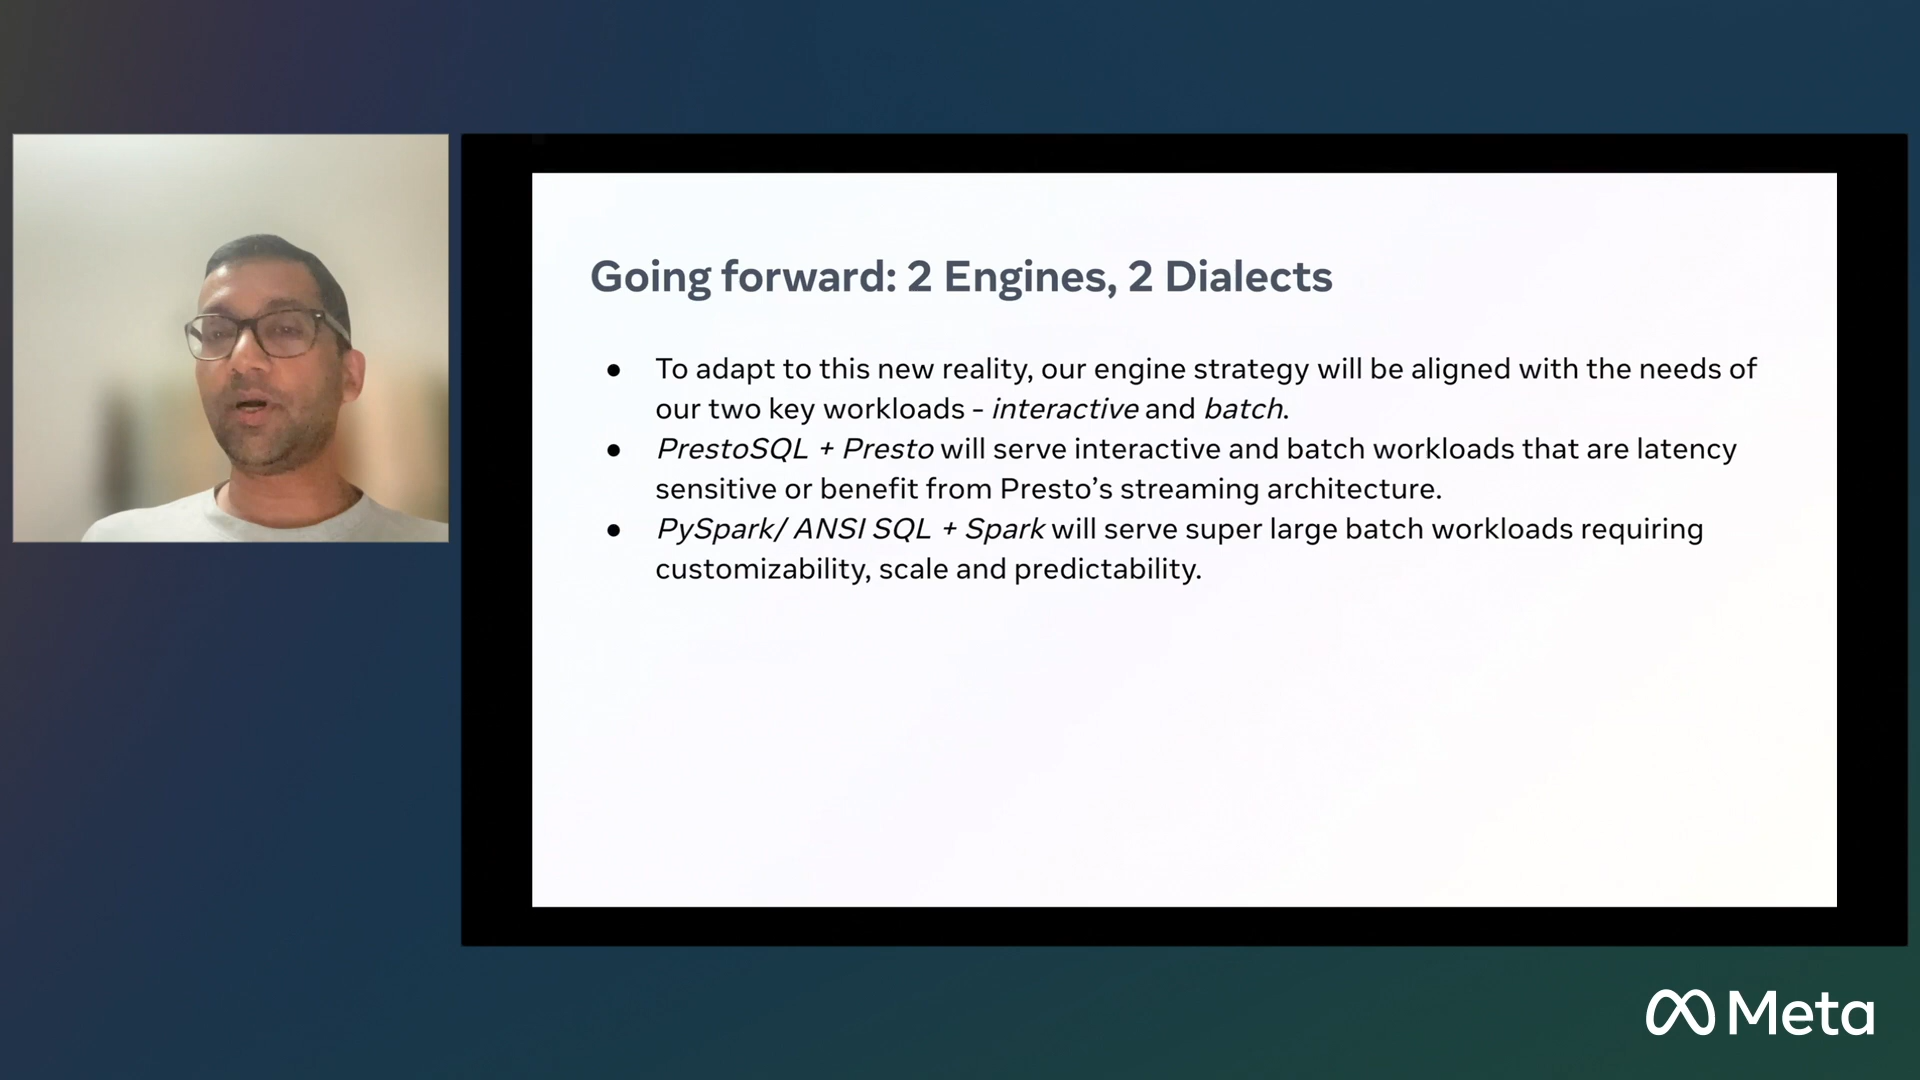 Going forward: 2 Engines, 2 Dialects
● To adapt to this new reality, our engine strategy will be aligned with the needs of
our two key workloads - interactive and batch.
● PrestoSQL + Presto will serve interactive and batch workloads that are latency
sensitive or benefit from Presto’s streaming architecture.
● PySpark/ ANSI SQL + Spark will serve super large batch workloads requiring
customizability, scale and predictability.
Meta